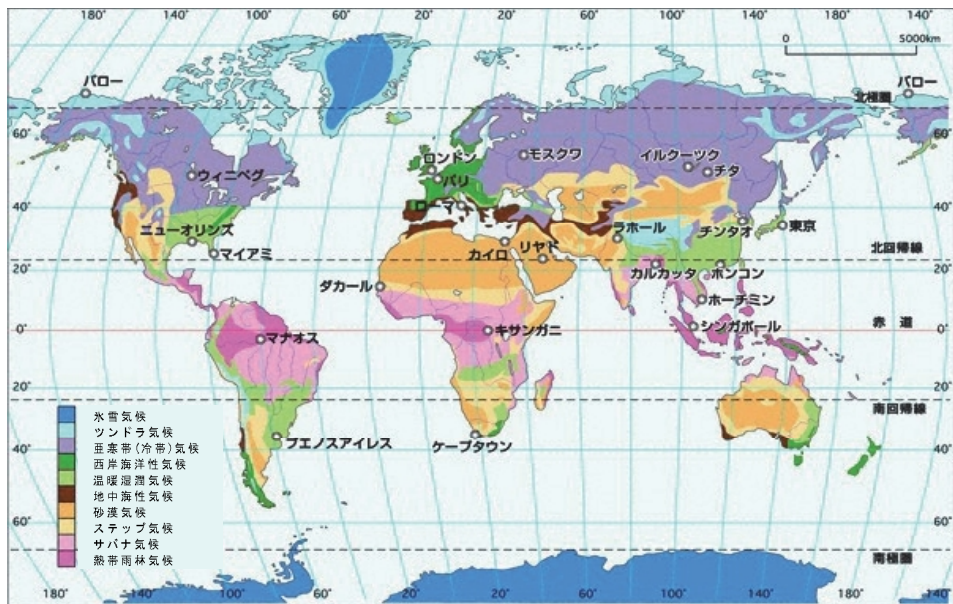 180° 140° 100° 60° 20° 20° 60° 100° 140° 180° 140°
0 5000km
バロー バロー
北極圏
60° 60°
ロンドン モスクワ イルクーツク
ウィニペグ パリ チタ
40° ローマ 40°
ニューオリンズ ラホール チンタオ 東京
マイアミ カイロ リヤド 北回帰線
20° カルカッタ ホンコン 20°
ダカール ホーチミン
0° マナオス キサンガニ シンガポール 赤道 0°
20° 20°
南回帰線
ブエノスアイレス ケープタウン
40° 40°
氷雪気候
ツンドラ気候
亜寒帯(冷帯)気候
西岸海洋性気候
温暖湿潤気候
地中海性気候
砂漠気候
ステップ気候
サバナ気候
熱帯雨林気候
60° 60°
南極圏
180° 140° 100° 60° 20° 20° 60° 100° 140° 180° 140°